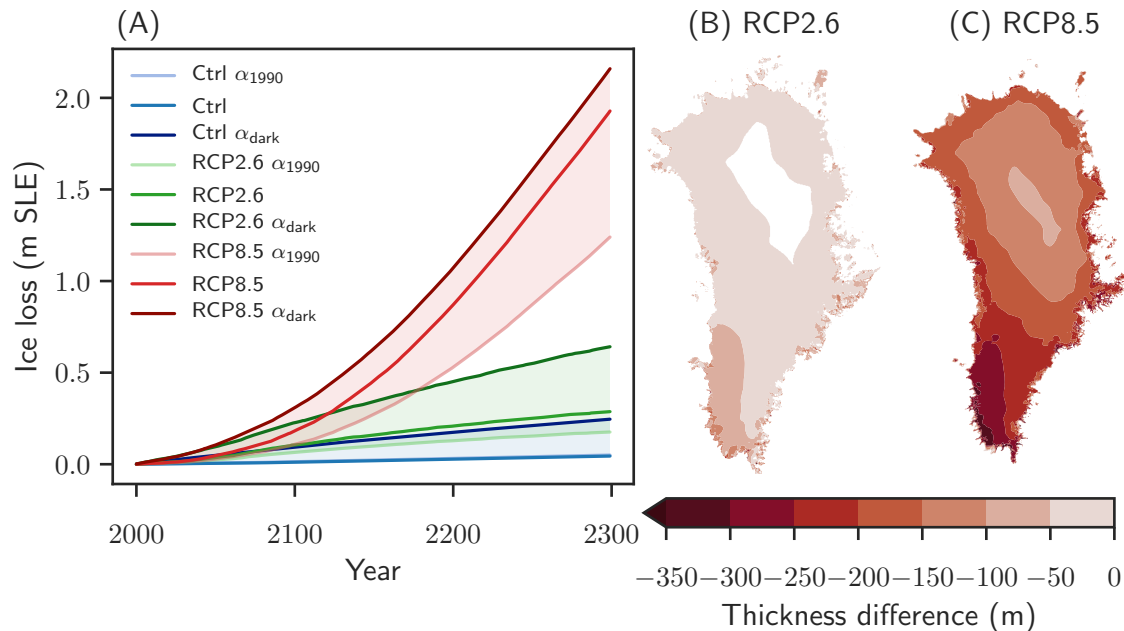 (A)
(B) RCP2.6
(C) RCP8.5
Ice loss (m SLE)
2.0
1.5
1.0
0.5
0.0
Ctrl α1990
Ctrl
Ctrl αdark
RCP2.6 α1990
RCP2.6
RCP2.6 αdark
RCP8.5 α1990
RCP8.5
RCP8.5 αdark
2000 2100 2200 2300
Year
−350 −300 −250 −200 −150 −100 −50 0
Thickness difference (m)